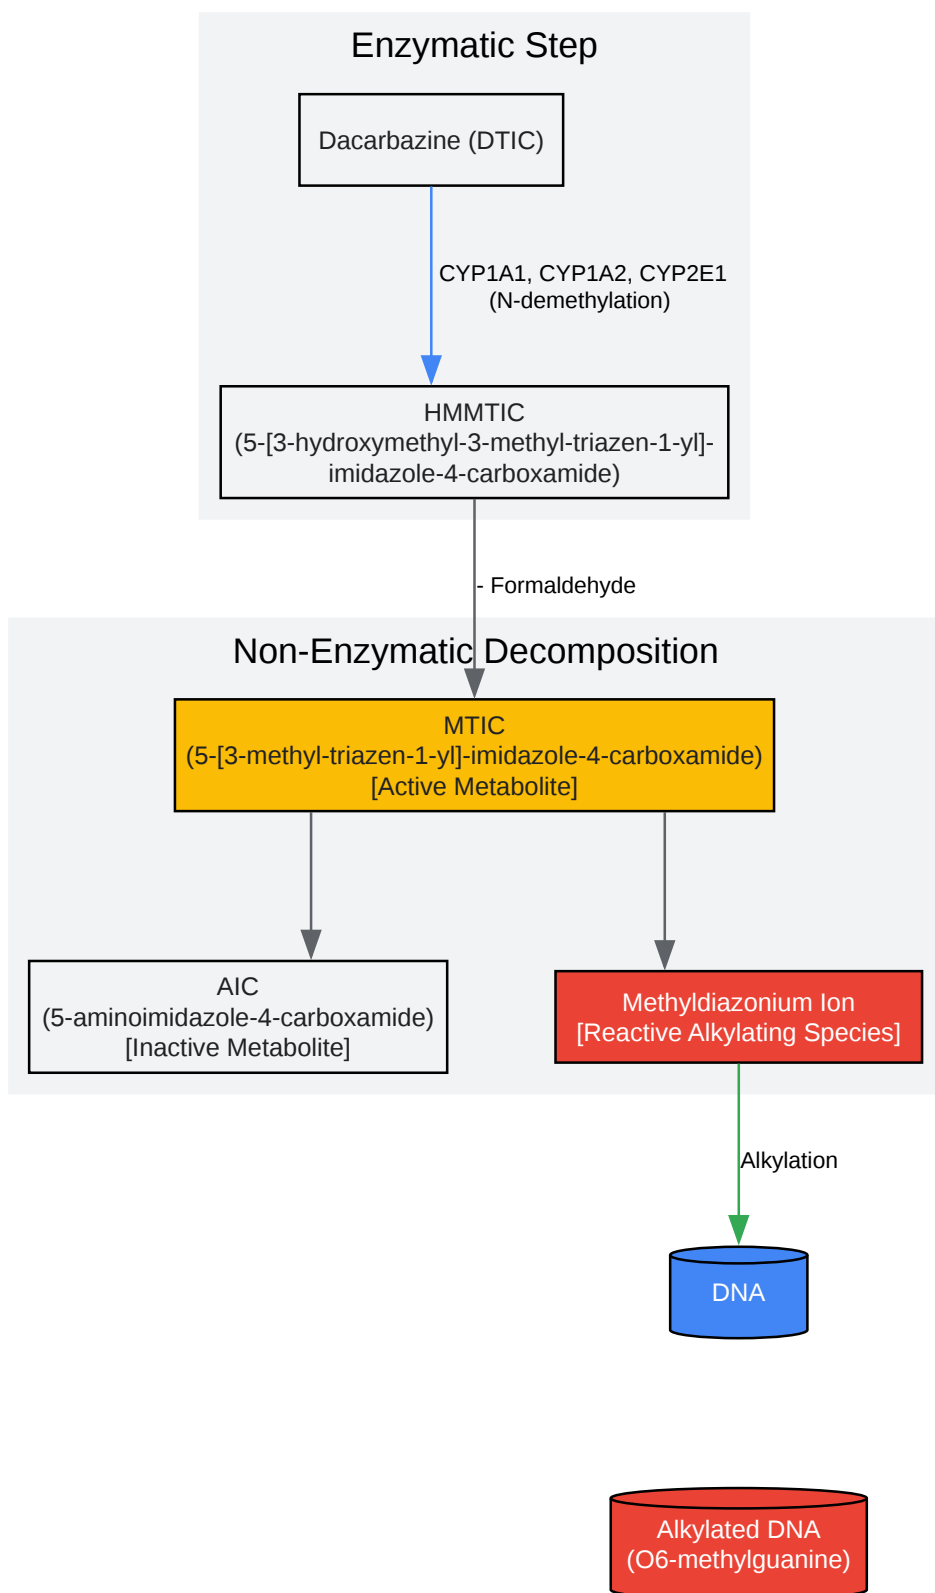 Enzymatic Step
Dacarbazine (DTIC)
CYP1A1, CYP1A2, CYP2E1
(N-demethylation)
HMMTIC
(5-[3-hydroxymethyl-3-methyl-triazen-1-yl]-
imidazole-4-carboxamide)
- Formaldehyde
Non-Enzymatic Decomposition
MTIC
(5-[3-methyl-triazen-1-yl]-imidazole-4-carboxamide)
[Active Metabolite]
AIC
(5-aminoimidazole-4-carboxamide)
[Inactive Metabolite]
Methyldiazonium Ion
[Reactive Alkylating Species]
Alkylation
DNA
Alkylated DNA
(O6-methylguanine)